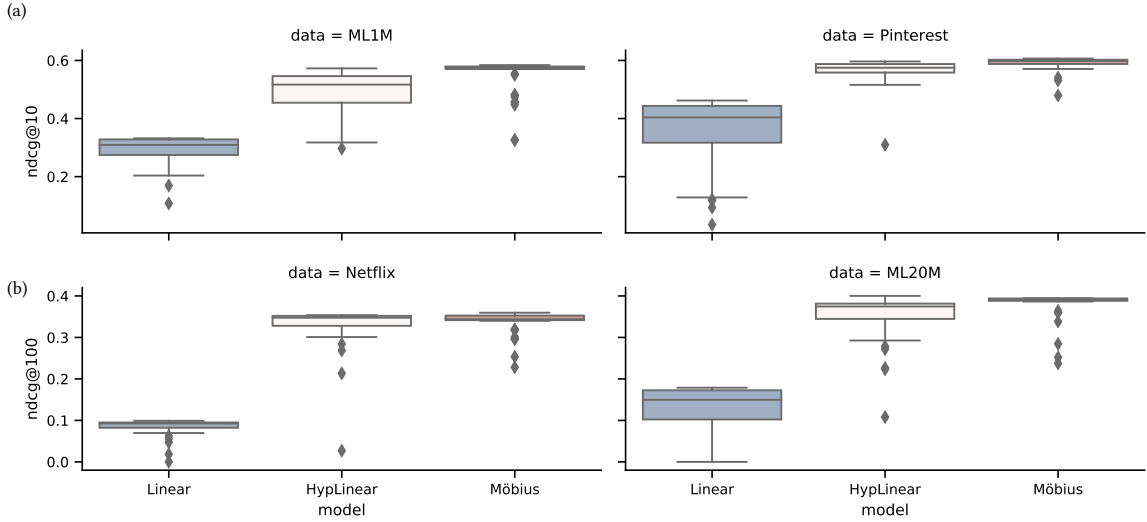 (a)
data = ML1M
data = Pinterest
ndcg@10
0.6
0.4
0.2
(b)
data = Netflix
data = ML20M
ndcg@100
0.4
0.3
0.2
0.1
0.0
Linear HypLinear Möbius
model
Linear HypLinear Möbius
model